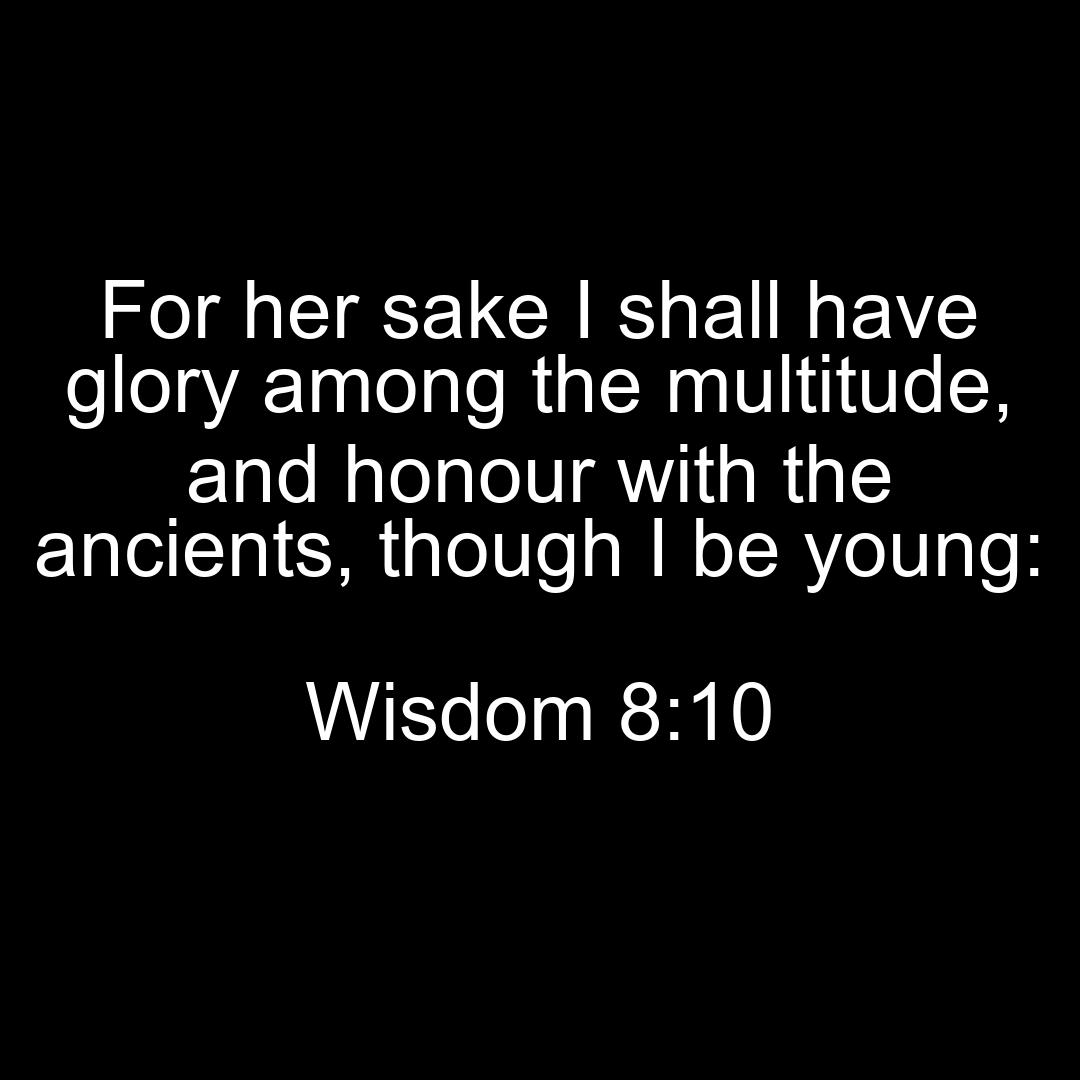 For her sake I shall have
glory among the multitude,
and honour with the
ancients, though I be young:
Wisdom 8:10